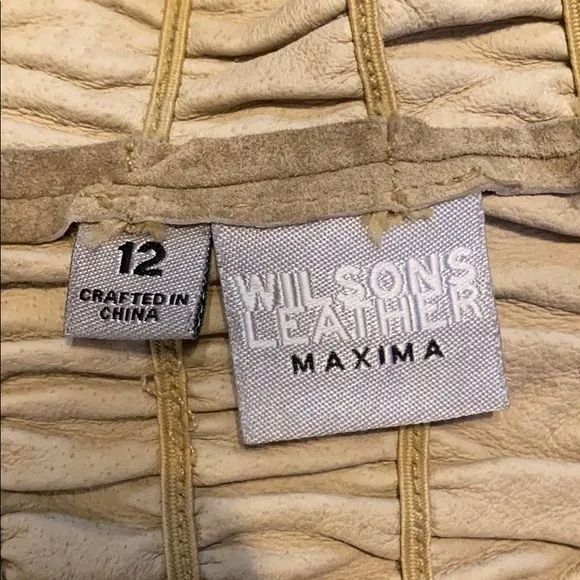 12
CRAFTED IN
CHINA
WILSONS
LEATHER
MAXIMA